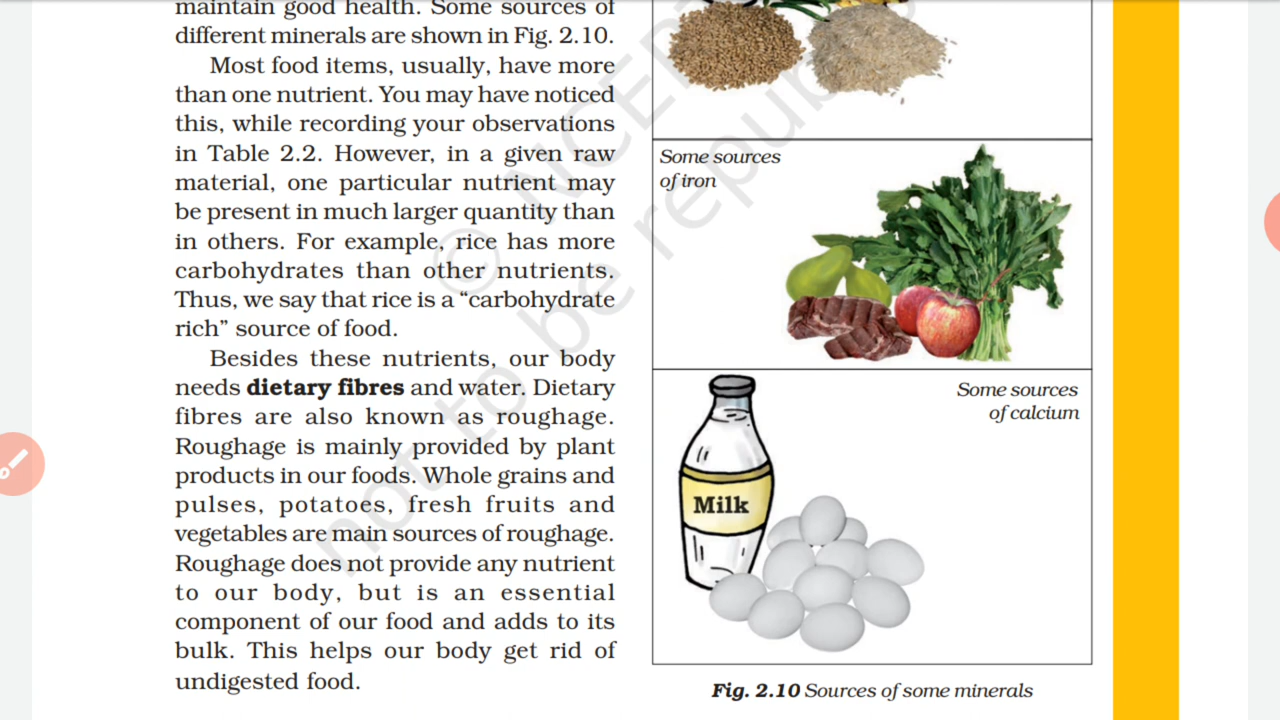 maintain good health. Some sources of
different minerals are shown in Fig. 2.10.
Most food items, usually, have more
than one nutrient. You may have noticed
this, while recording your observations
in Table 2.2. However, in a given raw
material, one particular nutrient may
be present in much larger quantity than
in others. For example, rice has more
carbohydrates than other nutrients.
Thus, we say that rice is a “carbohydrate
rich” source of food.
Besides these nutrients, our body
needs dietary fibres and water. Dietary
fibres are also known as roughage.
Roughage is mainly provided by plant
products in our foods. Whole grains and
pulses, potatoes, fresh fruits and
vegetables are main sources of roughage.
Roughage does not provide any nutrient
to our body, but is an essential
component of our food and adds to its
bulk. This helps our body get rid of
undigested food.
Some sources
of iron
Some sources
of calcium
Milk
Fig. 2.10 Sources of some minerals
© NCERT
not to be